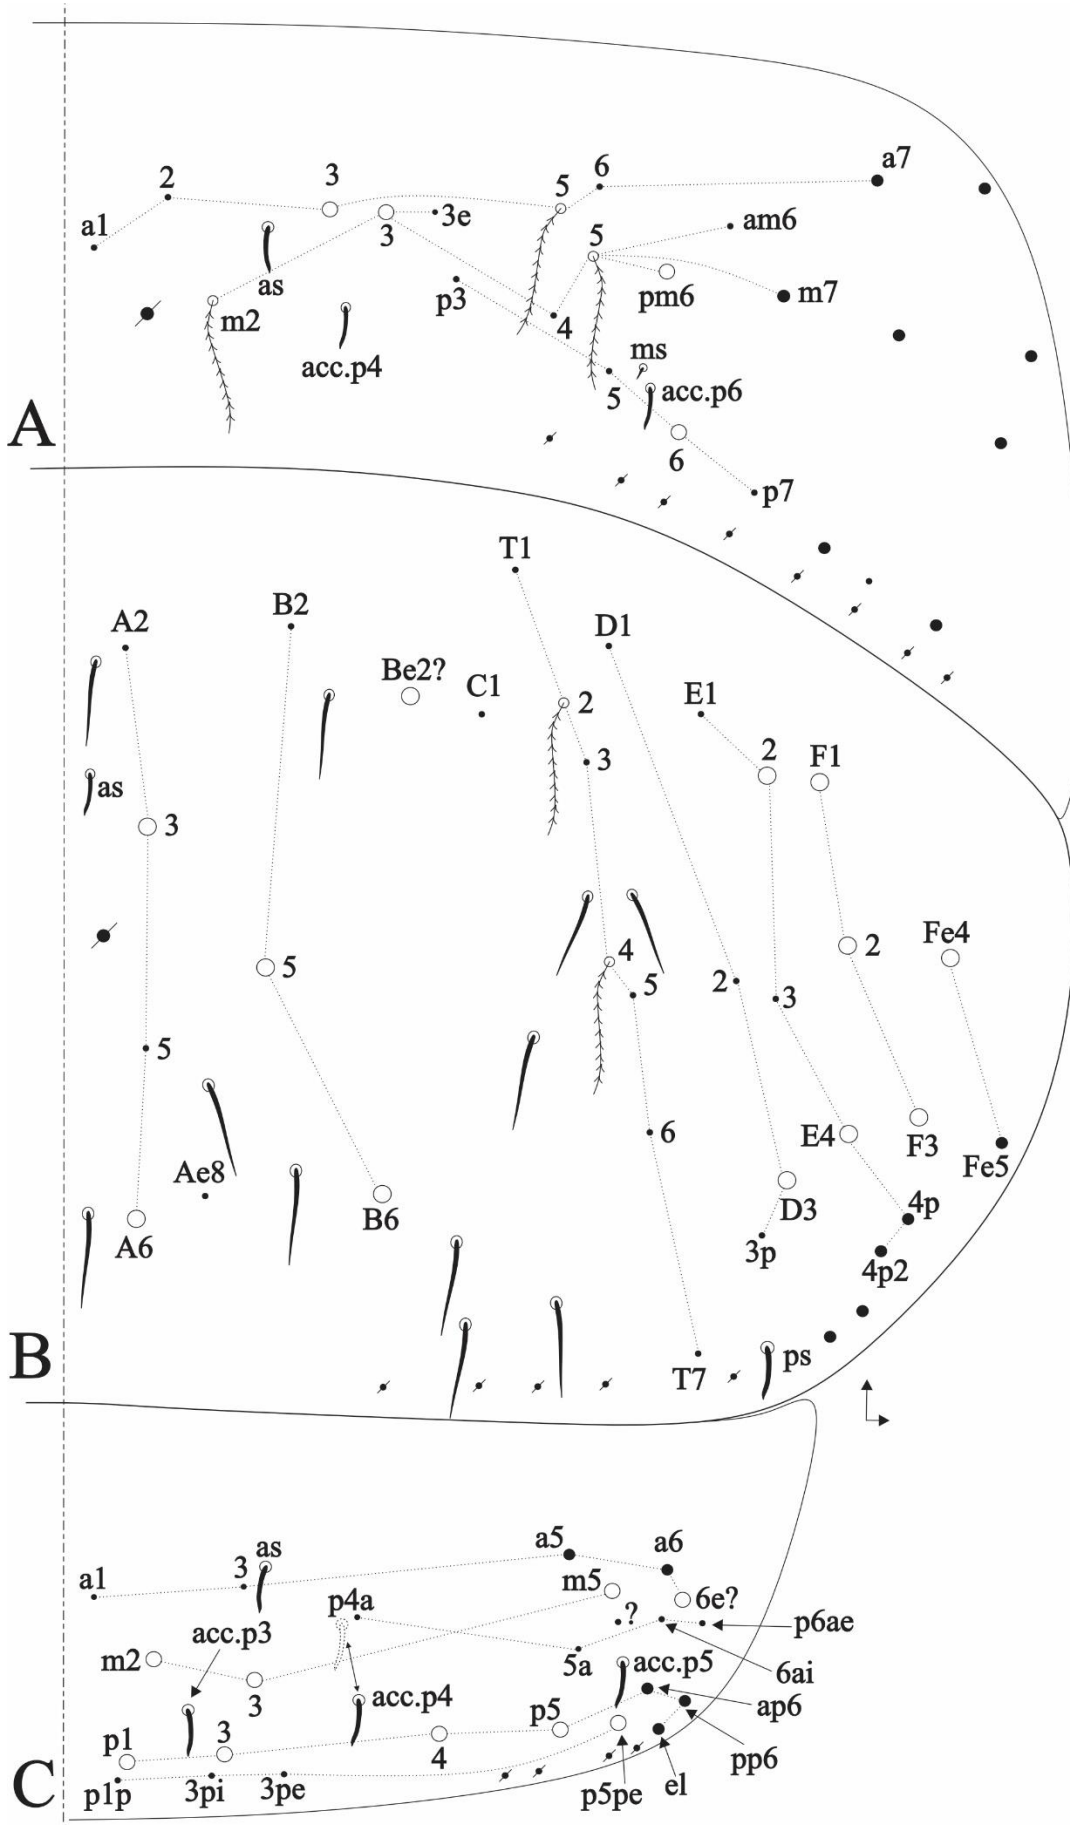 a7
2
3
6
5
a1
3
3e
am6
5
as
p3
pm6
m7
m2
4
acc.p4
ms
5
acc.p6
A
6
p7
T1
A2
B2
D1
Be2?
C1
E1
2
2
F1
3
as
3
4
2
Fe4
5
5
2
3
5
6
E4
F3
Fe5
Ae8
A6
B6
D3
4p
3p
4p2
B
T7
ps
a5
a6
as
3
a1
m5
6e?
p4a
?
p6ae
acc.p3
m2
5a
acc.p5
6ai
3
acc.p4
ap6
p1
3
p5
4
pp6
C
p1p
3pi
3pe
p5pe
el